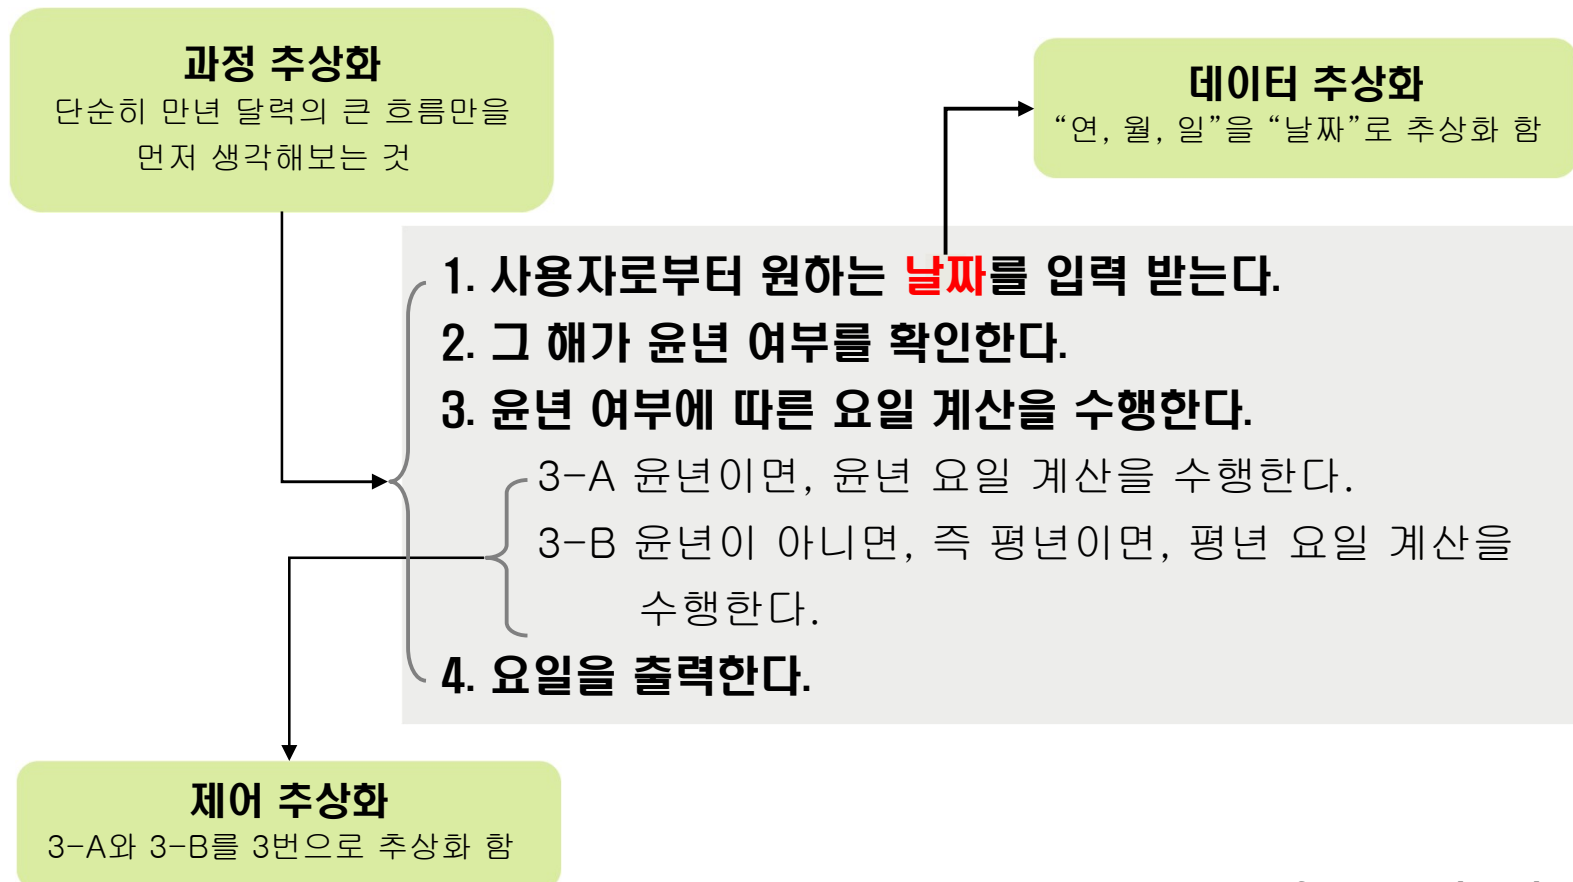 과정 추상화
단순히 만년 달력의 큰 흐름만을
먼저 생각해보는 것
데이터 추상화
“연, 월, 일”을 “날짜”로 추상화 함
1. 사용자로부터 원하는 날짜를 입력 받는다.
2. 그 해가 윤년 여부를 확인한다.
3. 윤년 여부에 따른 요일 계산을 수행한다.
3-A 윤년이면, 윤년 요일 계산을 수행한다.
3-B 윤년이 아니면, 즉 평년이면, 평년 요일 계산을
수행한다.
4. 요일을 출력한다.
제어 추상화
3-A와 3-B를 3번으로 추상화 함